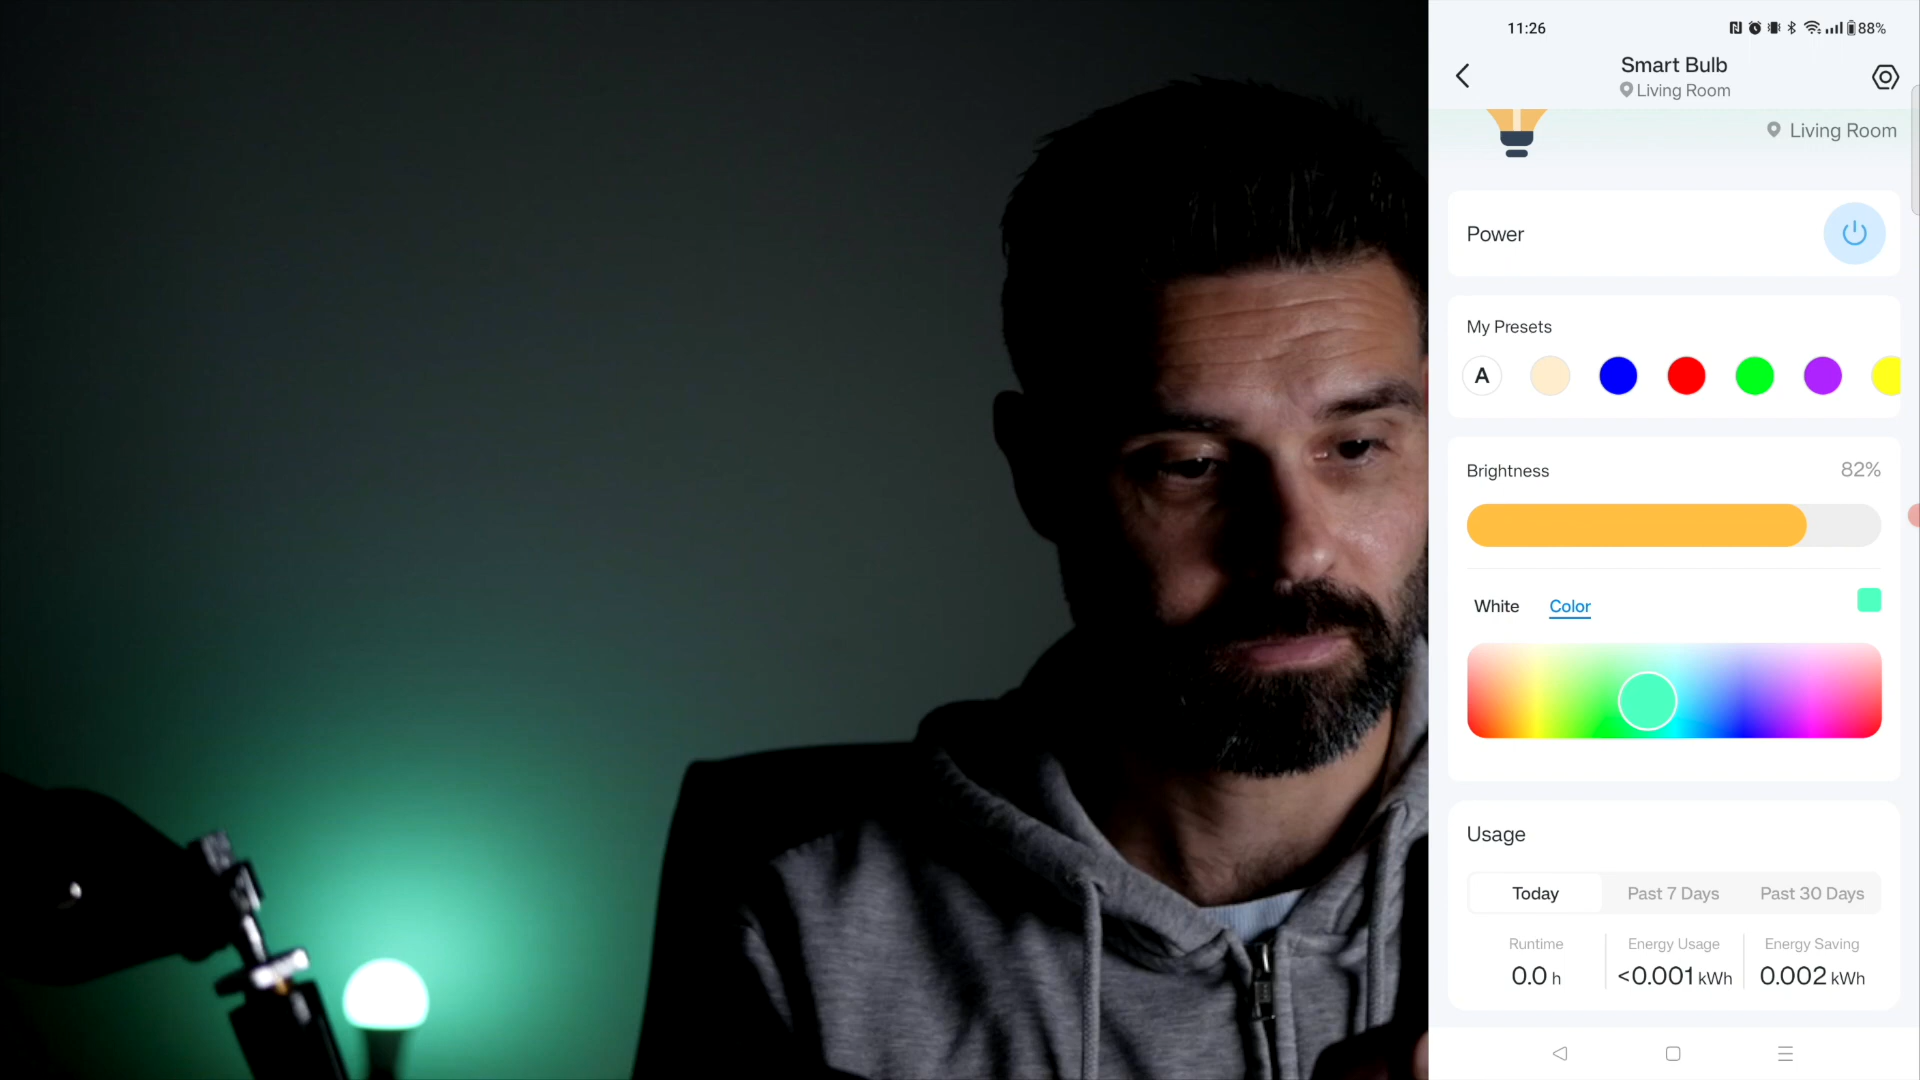 11:26
88%
Smart Bulb
Living Room
Living Room
Power
My Presets
A
Brightness
82%
White Color
Usage
Today Past 7 Days Past 30 Days
Runtime Energy Usage Energy Saving
0.0 h <0.001 kWh 0.002 kWh